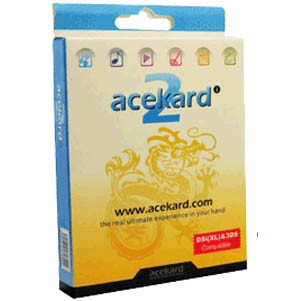 acekard
2
i
www.acekard.com
the real ultimate experience in your hand
DSi(XL)&3DS
Compatible
acekard